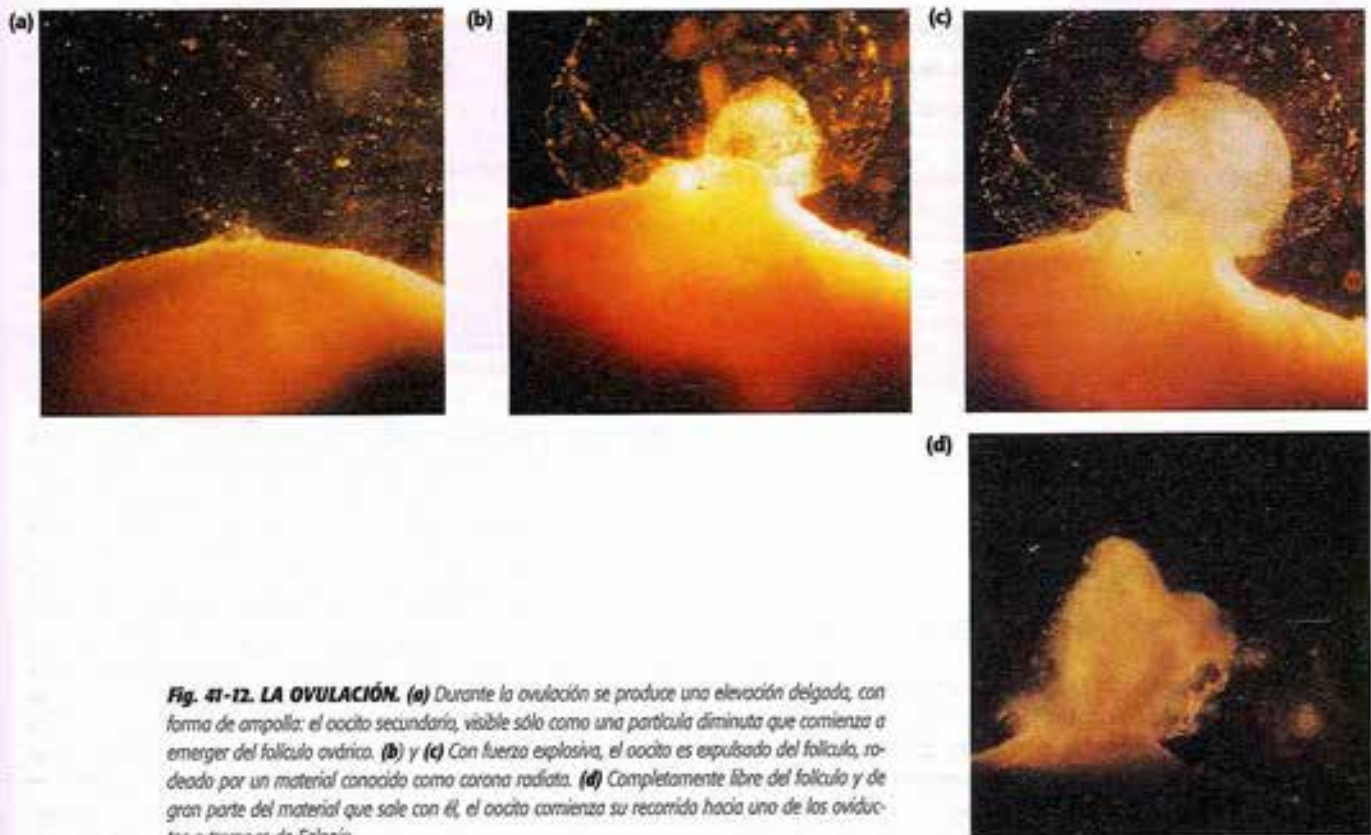 (a)
(b)
(c)
(d)
Fig. 41-12. LA OVULACIÓN. (a) Durante la ovulación se produce una elevación delgada, con
forma de ampolla: el oocito secundario, visible sólo como una partícula diminuta que comienza a
emerger del folículo ovárico. (b) y (c) Con fuerza explosiva, el oocito es expulsado del folículo, ro-
deado por un material conocido como corona radiata. (d) Completamente libre del folículo y de
gran parte del material que sale con él, el oocito comienza su recorrido hacia uno de los oviduc-